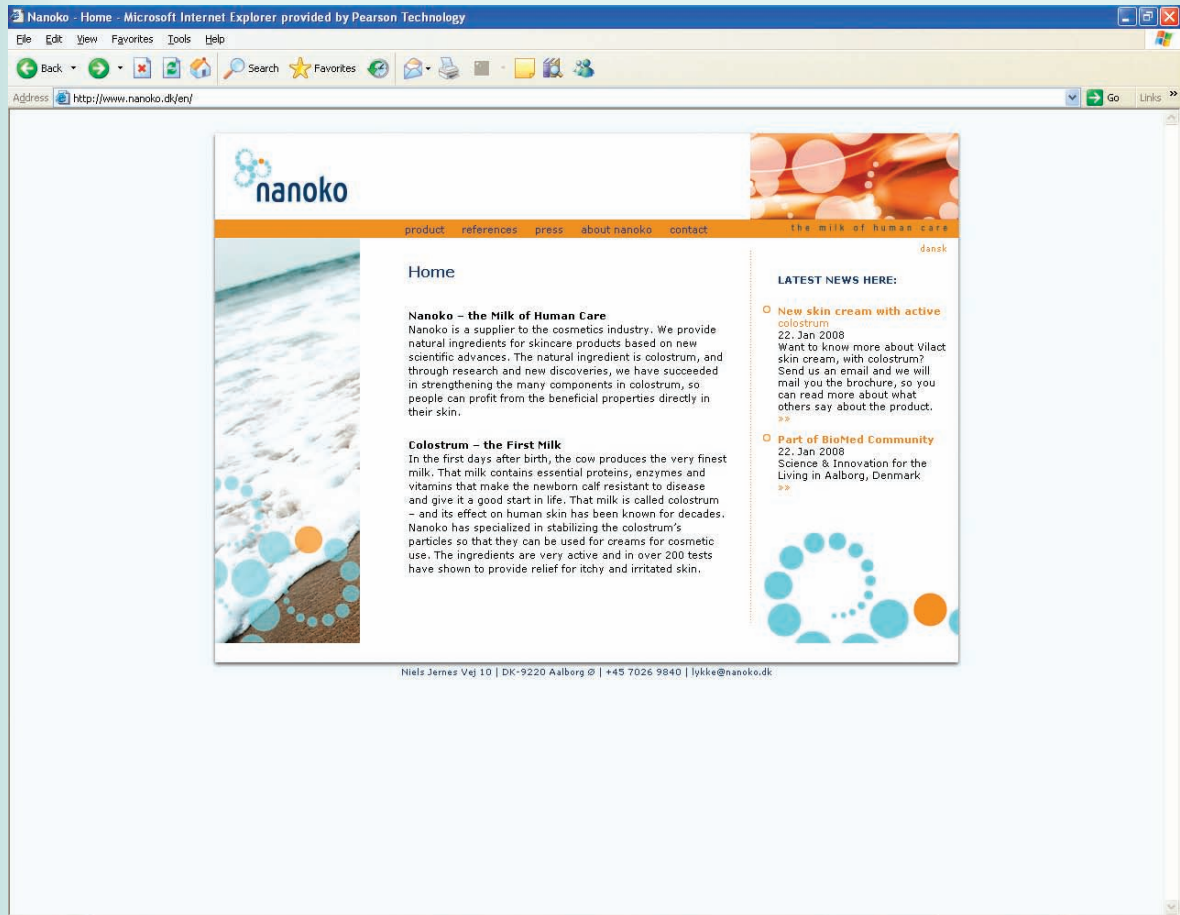 Nanoko - Home - Microsoft Internet Explorer provided by Pearson Technology
File Edit View Favorites Tools Help
Back Search Favorites
Address http://www.nanoko.dk/en/ Go Links »
nanoko
product references press about nanoko contact
the milk of human care
dansk
Home
Nanoko – the Milk of Human Care
Nanoko is a supplier to the cosmetics industry. We provide
natural ingredients for skincare products based on new
scientific advances. The natural ingredient is colostrum, and
through research and new discoveries, we have succeeded
in strengthening the many components in colostrum, so
people can profit from the beneficial properties directly in
their skin.
Colostrum – the First Milk
In the first days after birth, the cow produces the very finest
milk. That milk contains essential proteins, enzymes and
vitamins that make the newborn calf resistant to disease
and give it a good start in life. That milk is called colostrum
– and its effect on human skin has been known for decades.
Nanoko has specialized in stabilizing the colostrum's
particles so that they can be used for creams for cosmetic
use. The ingredients are very active and in over 200 tests
have shown to provide relief for itchy and irritated skin.
LATEST NEWS HERE:
New skin cream with active
colostrum
22. Jan 2008
Want to know more about Vilact
skin cream, with colostrum?
Send us an email and we will
mail you the brochure, so you
can read more about what
others say about the product.
»
Part of BioMed Community
22. Jan 2008
Science & Innovation for the
Living in Aalborg, Denmark
»
Niels Jernes Vej 10 | DK-9220 Aalborg Ø | +45 7026 9840 | lykke@nanoko.dk